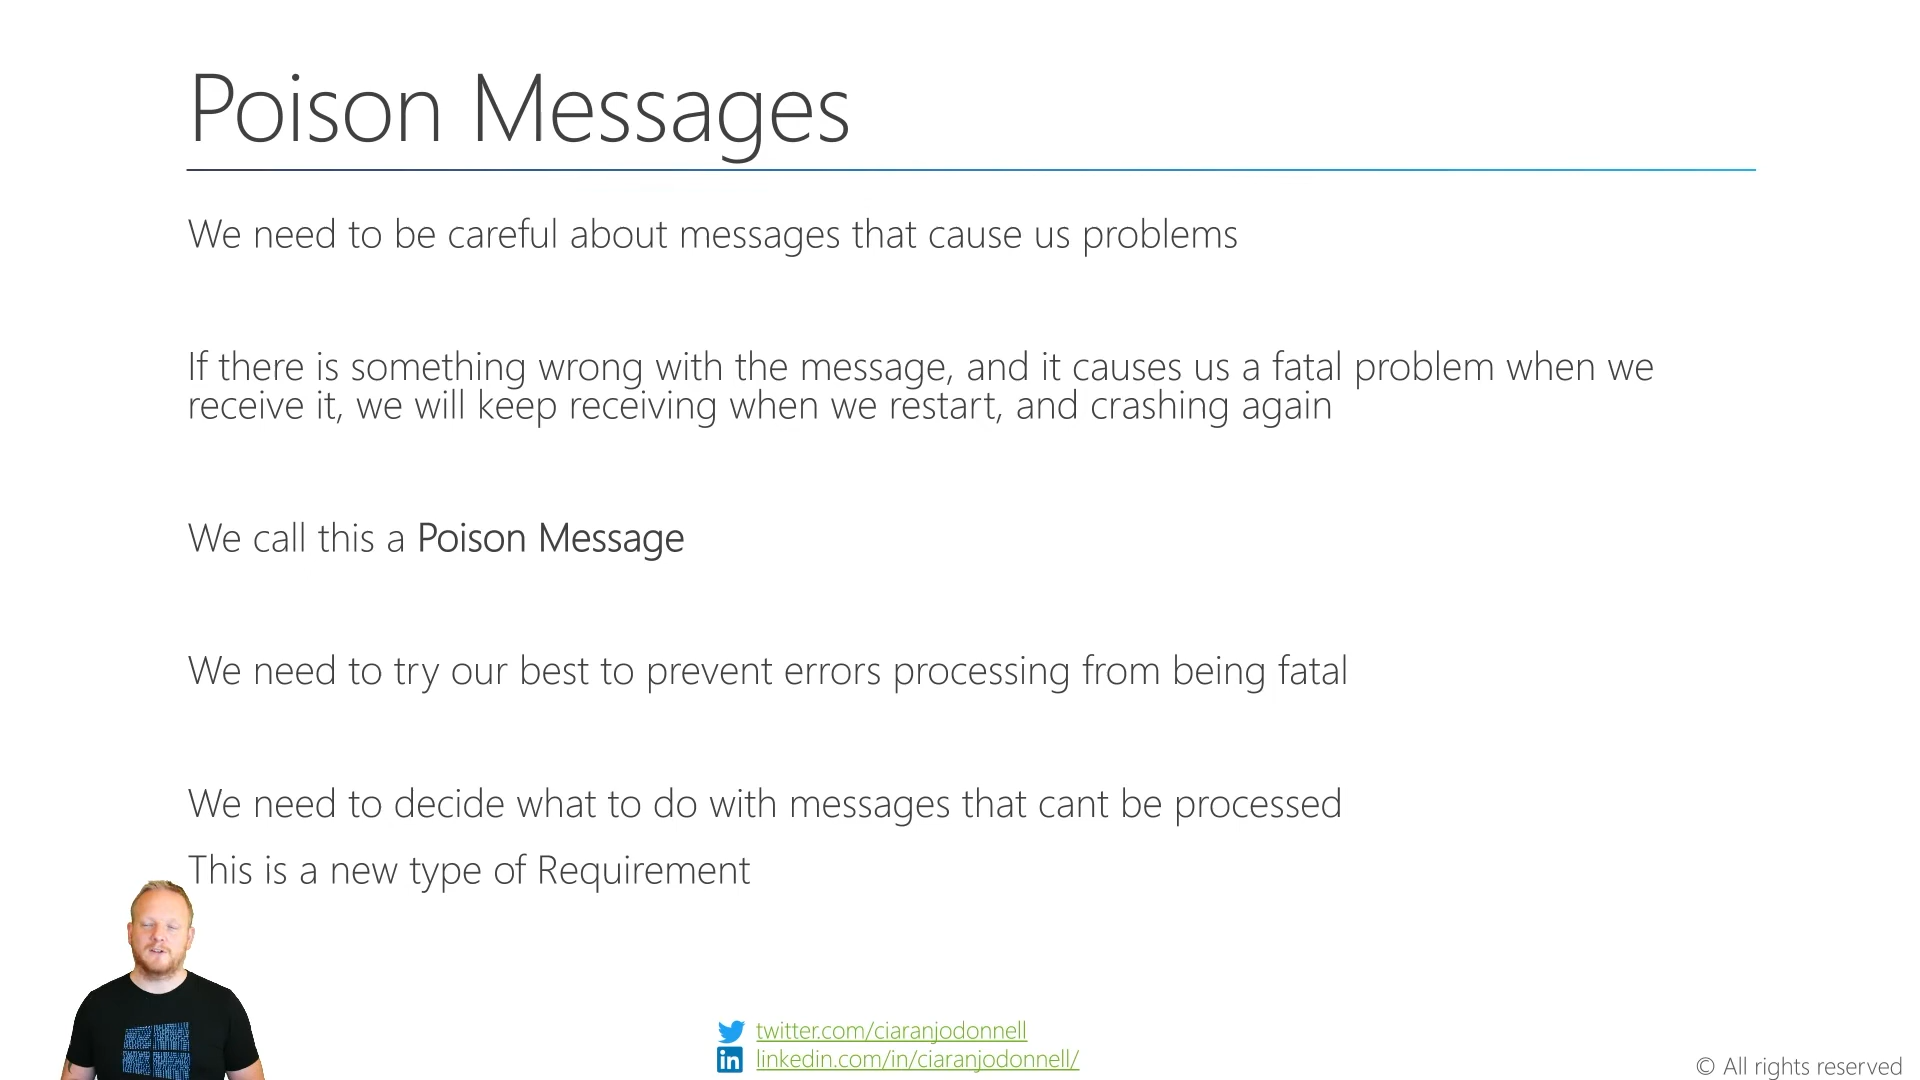 Poison Messages
We need to be careful about messages that cause us problems
If there is something wrong with the message, and it causes us a fatal problem when we
receive it, we will keep receiving when we restart, and crashing again
We call this a Poison Message
We need to try our best to prevent errors processing from being fatal
We need to decide what to do with messages that cant be processed
This is a new type of Requirement
twitter.com/ciaranjodonnell
in linkedin.com/in/ciaranjodonnell/
© All rights reserved